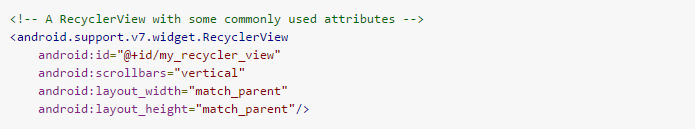 <!-- A RecyclerView with some commonly used attributes -->
<android.support.v7.widget.RecyclerView
    android:id="@+id/my_recycler_view"
    android:scrollbars="vertical"
    android:layout_width="match_parent"
    android:layout_height="match_parent"/>